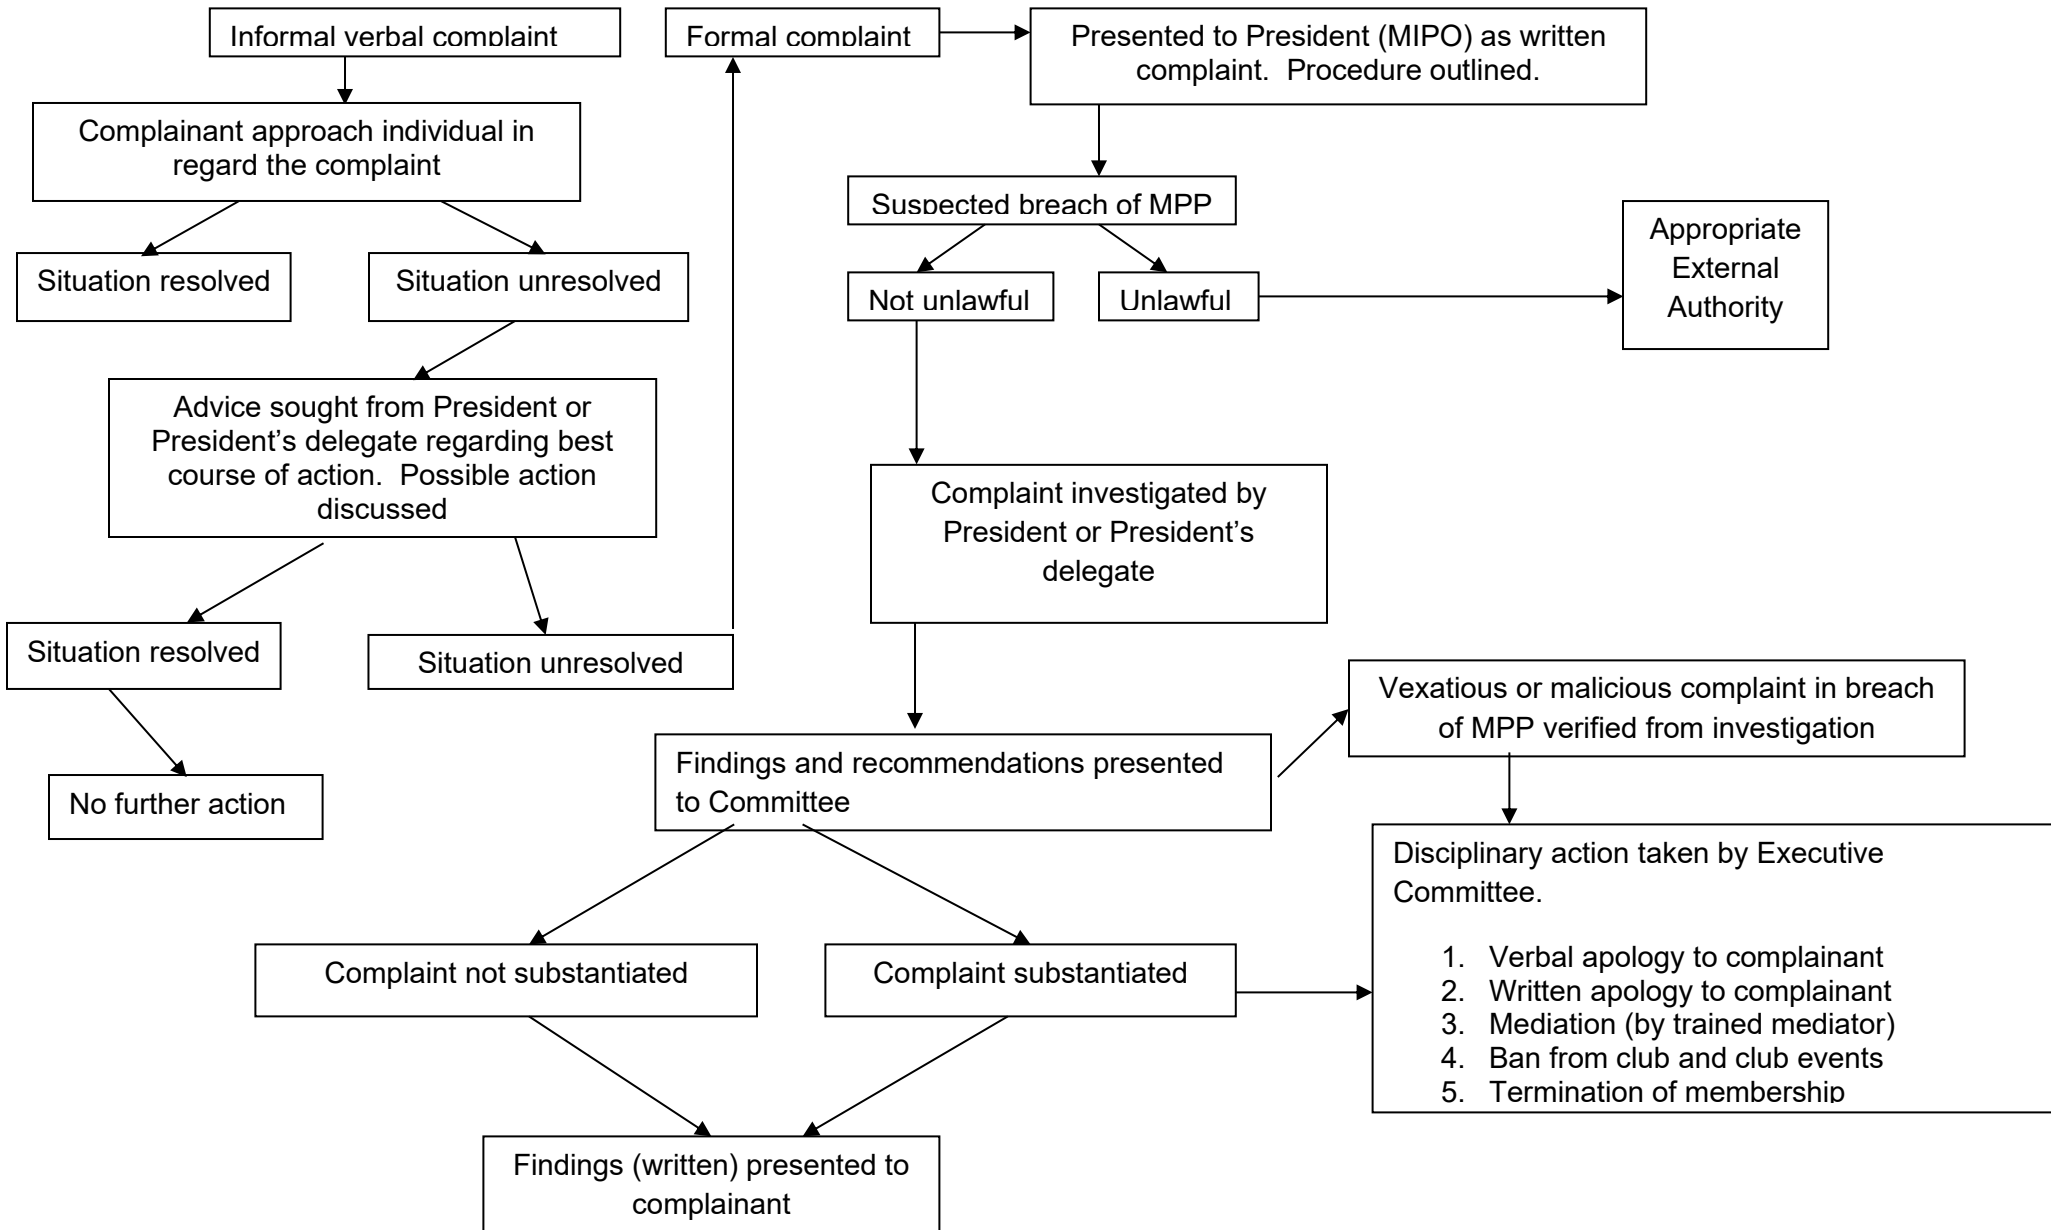 Informal verbal complaint
Formal complaint
Presented to President (MIPO) as written
complaint.  Procedure outlined.
Complainant approach individual in
regard the complaint
Suspected breach of MPP
Appropriate
External
Authority
Situation resolved
Situation unresolved
Not unlawful
Unlawful
Advice sought from President or
President’s delegate regarding best
course of action.  Possible action
discussed
Complaint investigated by
President or President’s
delegate
Situation resolved
Situation unresolved
Vexatious or malicious complaint in breach
of MPP verified from investigation
Findings and recommendations presented
to Committee
No further action
Disciplinary action taken by Executive
Committee.
1. Verbal apology to complainant
2. Written apology to complainant
3. Mediation (by trained mediator)
4. Ban from club and club events
5. Termination of membership
Complaint not substantiated
Complaint substantiated
Findings (written) presented to
complainant